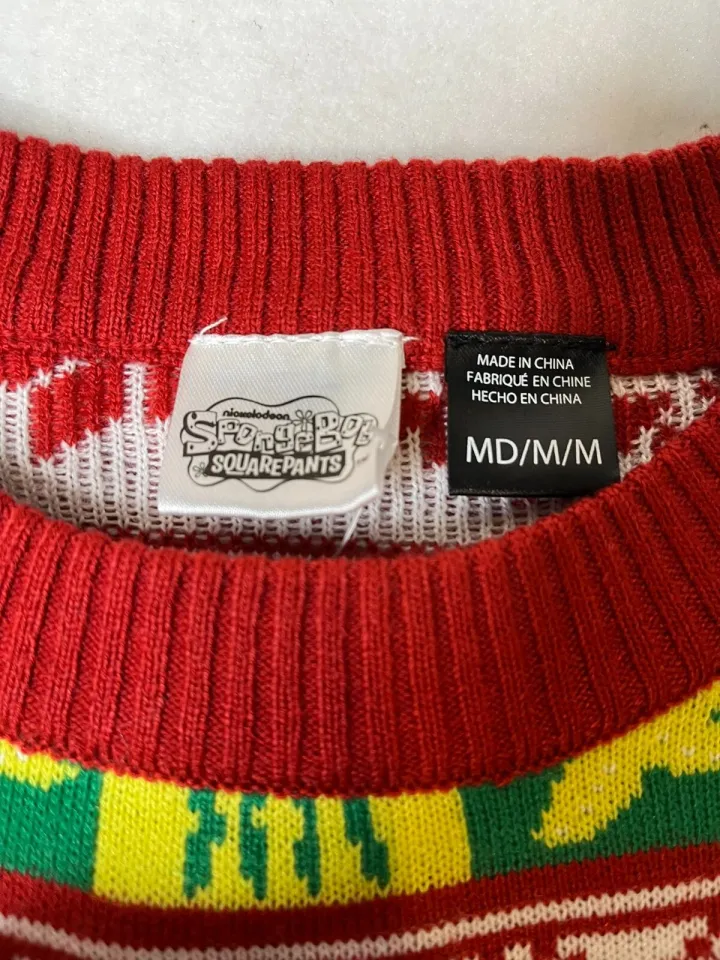 nickelodeon
SPONGEBOB
SQUAREPANTS
MADE IN CHINA
FABRIQUÉ EN CHINE
HECHO EN CHINA
MD/M/M